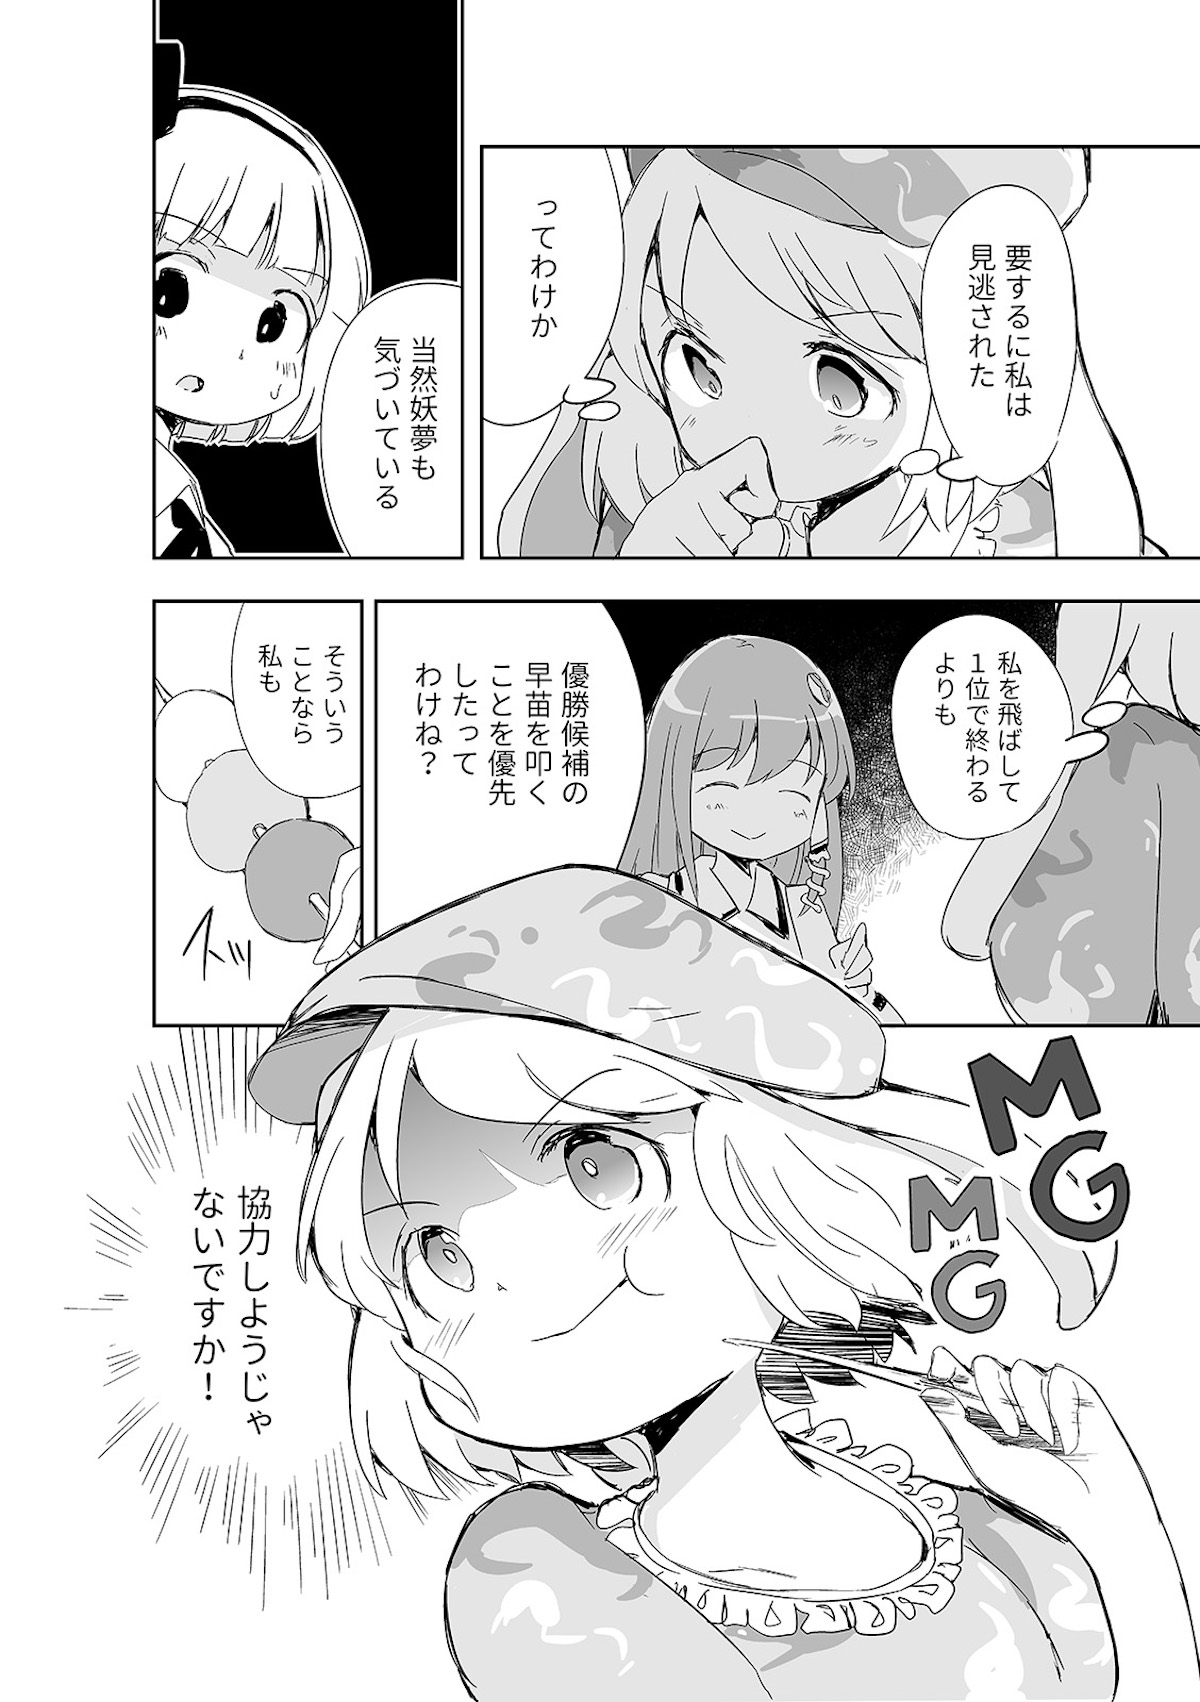 要するに私は
見逃された
ってわけか
当然妖夢も
気づいている
私を飛ばして
１位で終わる
よりも
優勝候補の
早苗を叩く
ことを優先
したって
わけね？
そういう
ことなら
私も
スッ
MG
MG
協力しようじゃ
ないですか！